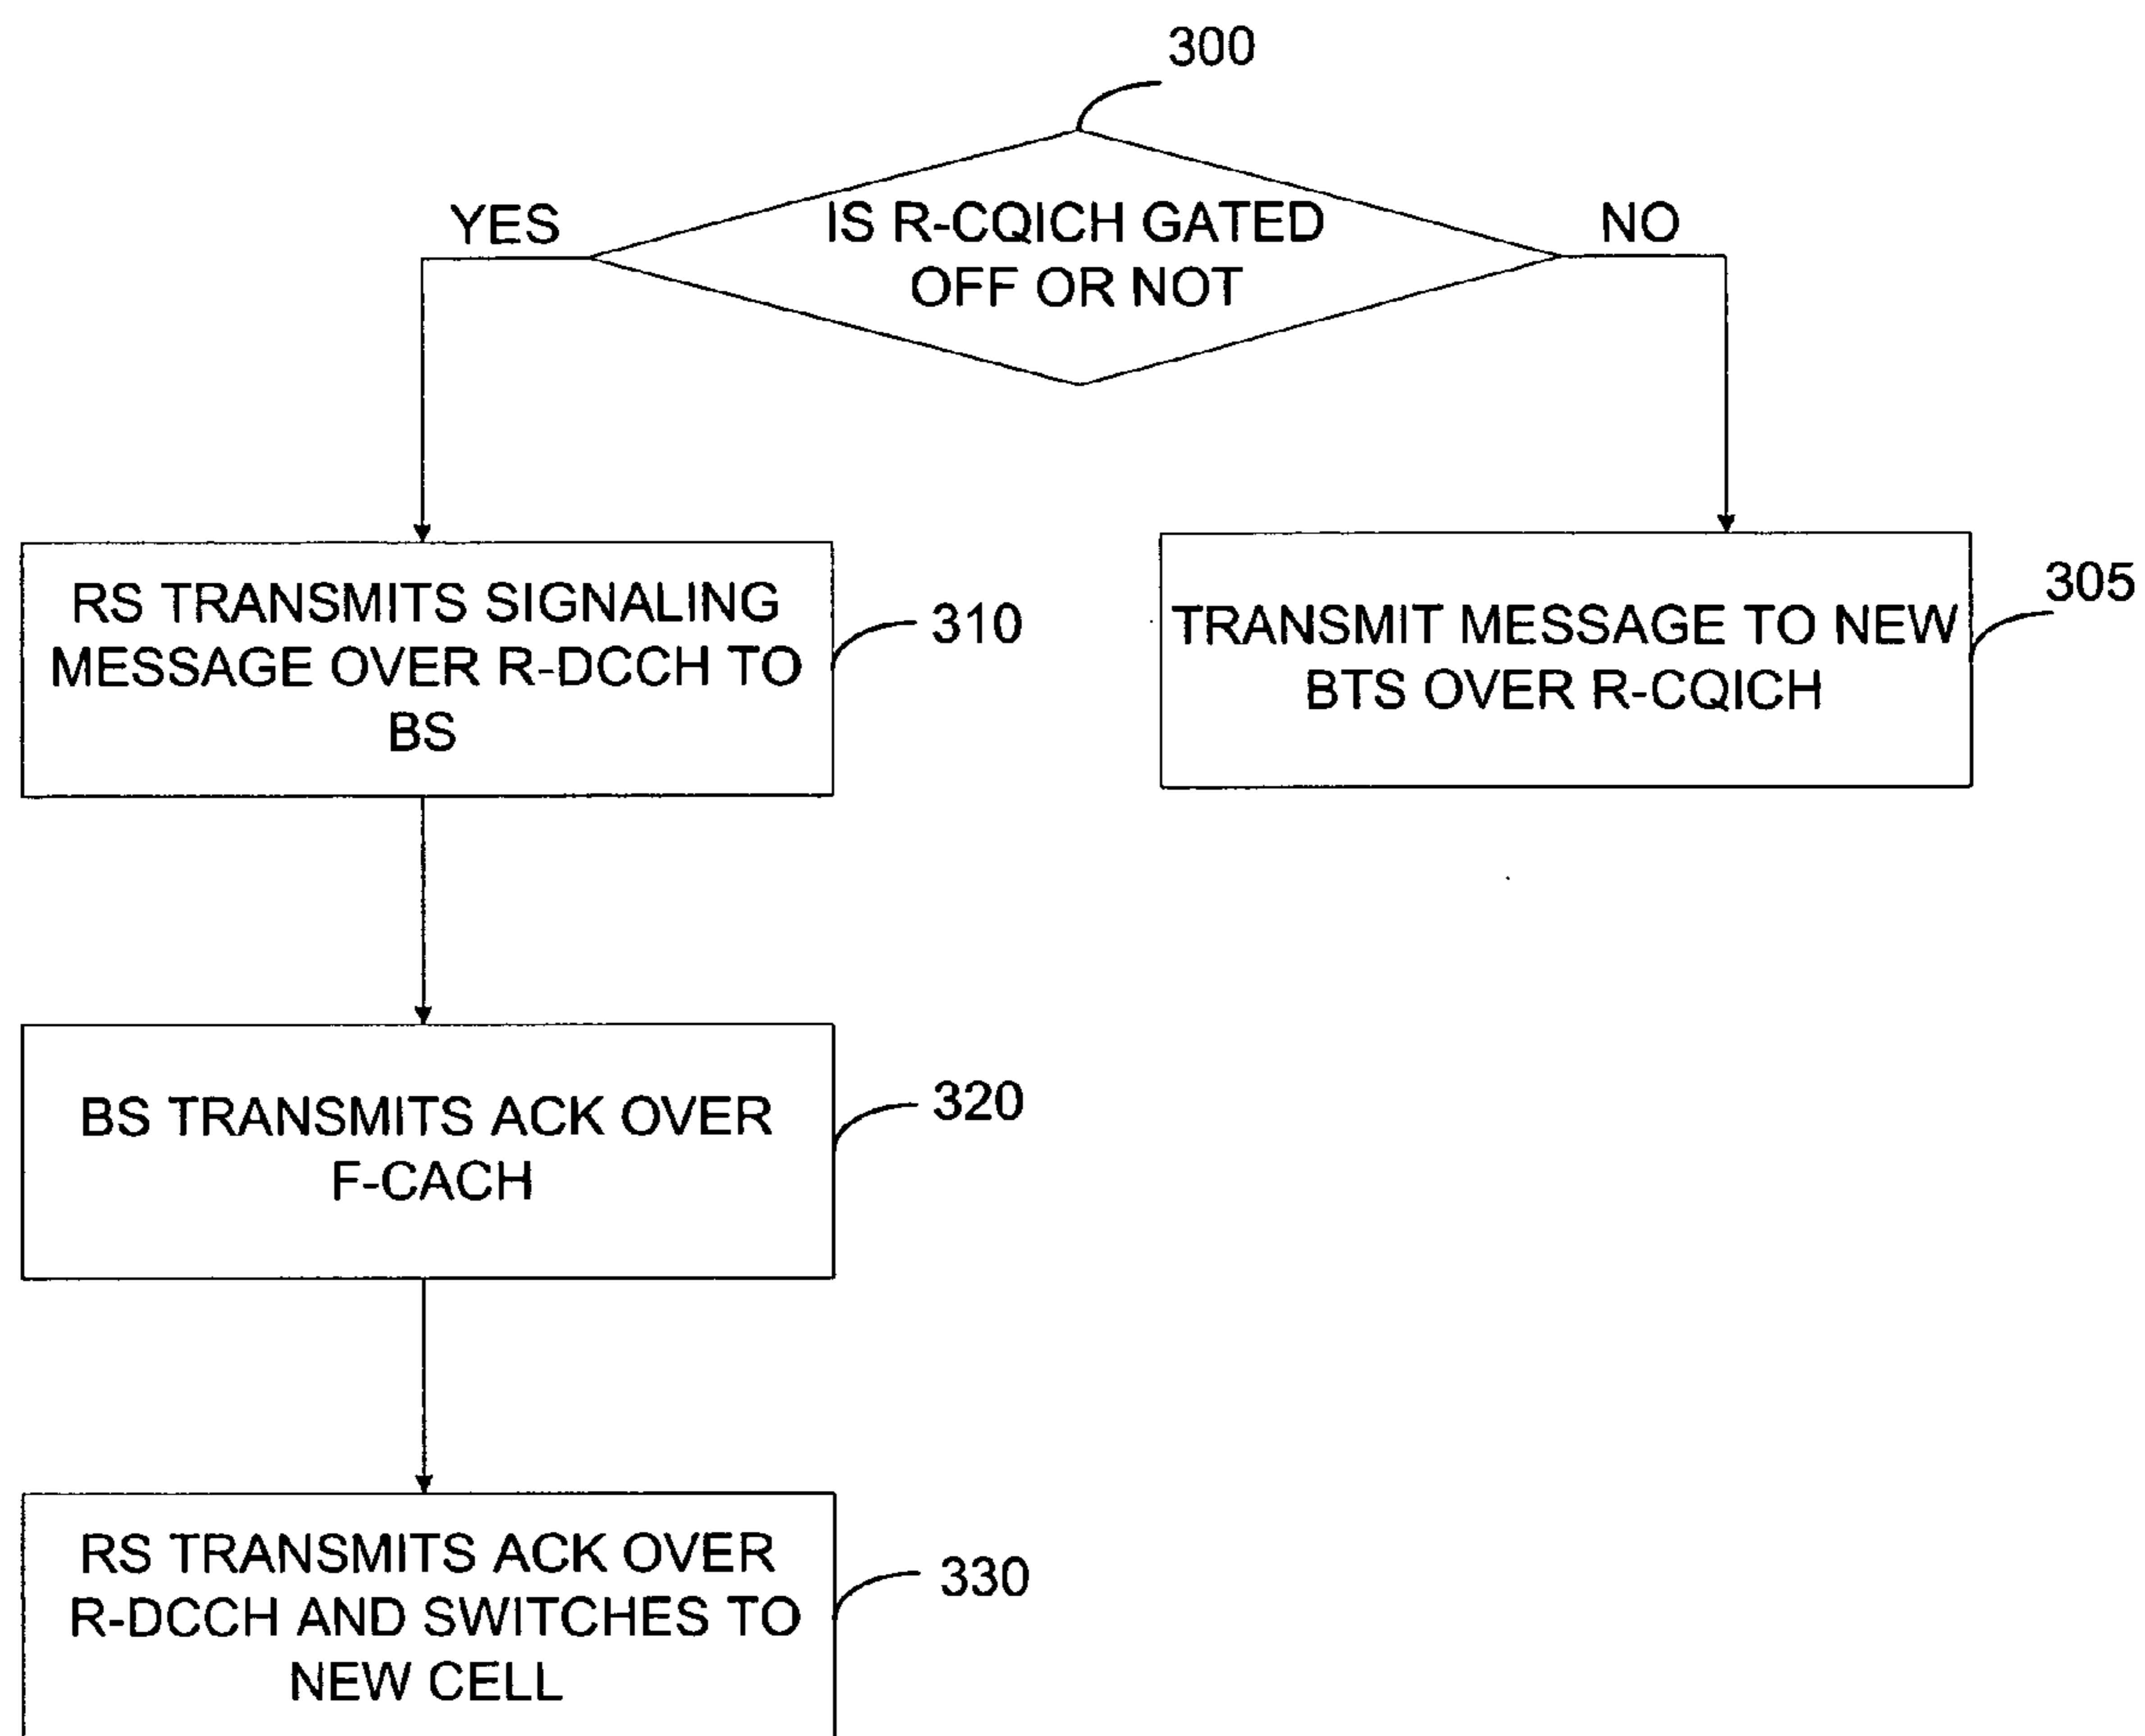 300
IS R-CQICH GATED
OFF OR NOT
YES
NO
RS TRANSMITS SIGNALING
MESSAGE OVER R-DCCH TO
BS
310
TRANSMIT MESSAGE TO NEW
BTS OVER R-CQICH
305
BS TRANSMITS ACK OVER
F-CACH
320
RS TRANSMITS ACK OVER
R-DCCH AND SWITCHES TO
NEW CELL
330